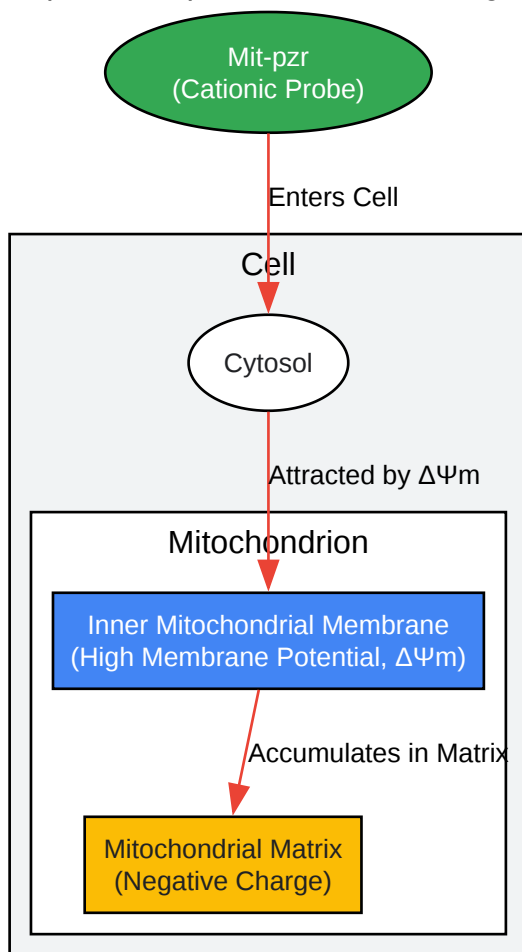 Mit-pzr
(Cationic Probe)
Enters Cell
Cell
Cytosol
Attracted by ΔΨm
Mitochondrion
Inner Mitochondrial Membrane
(High Membrane Potential, ΔΨm)
Accumulates in Matrix
Mitochondrial Matrix
(Negative Charge)